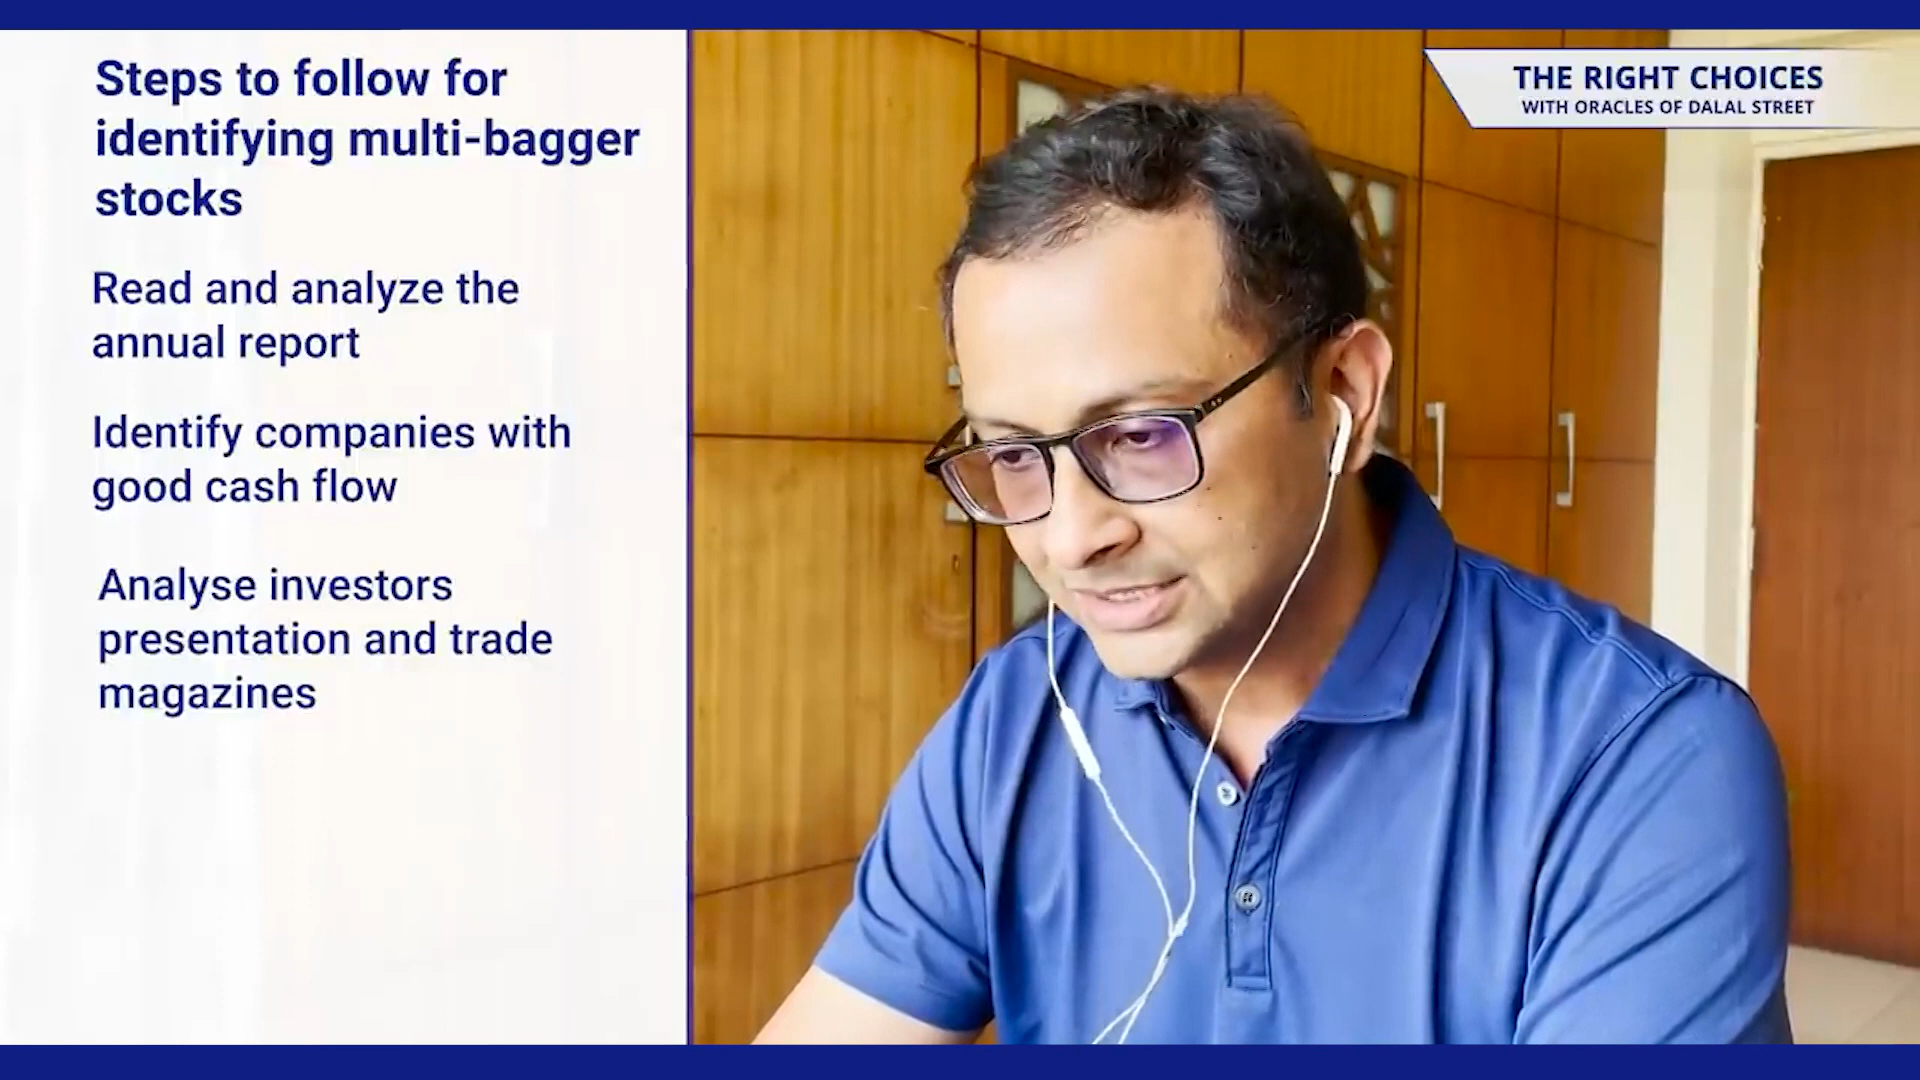 Steps to follow for
identifying multi-bagger
stocks
Read and analyze the
annual report
Identify companies with
good cash flow
Analyse investors
presentation and trade
magazines
THE RIGHT CHOICES
WITH ORACLES OF DALAL STREET